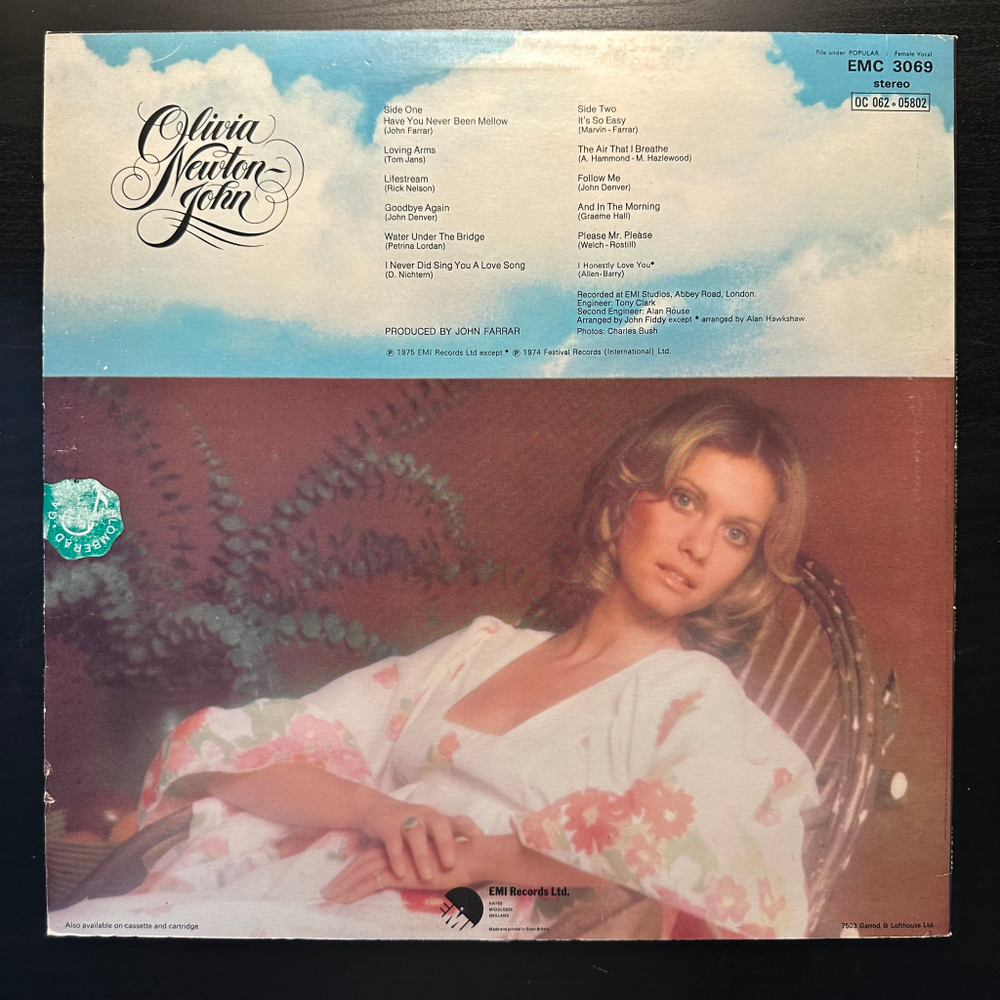 File under POPULAR : Female Vocal
EMC 3069
stereo
OC 062 • 05802
Olivia
Newton-
John
Side One
Have You Never Been Mellow
(John Farrar)
Loving Arms
(Tom Jans)
Lifestream
(Rick Nelson)
Goodbye Again
(John Denver)
Water Under The Bridge
(Petrina Lordan)
I Never Did Sing You A Love Song
(D. Nichtern)
Side Two
It's So Easy
(Marvin - Farrar)
The Air That I Breathe
(A. Hammond - M. Hazlewood)
Follow Me
(John Denver)
And In The Morning
(Graeme Hall)
Please Mr. Please
(Welch - Rostill)
I Honestly Love You*
(Allen-Barry)
Recorded at EMI Studios, Abbey Road, London.
Engineer: Tony Clark
Second Engineer: Alan Rouse
Arranged by John Fiddy except * arranged by Alan Hawkshaw.
Photos: Charles Bush
PRODUCED BY JOHN FARRAR
℗ 1975 EMI Records Ltd except * ℗ 1974 Festival Records (International) Ltd.
EMI Records Ltd.
HAYES
MIDDLESEX
ENGLAND
Made and printed in Great Britain
Also available on cassette and cartridge
7503 Garrod & Lofthouse Ltd.